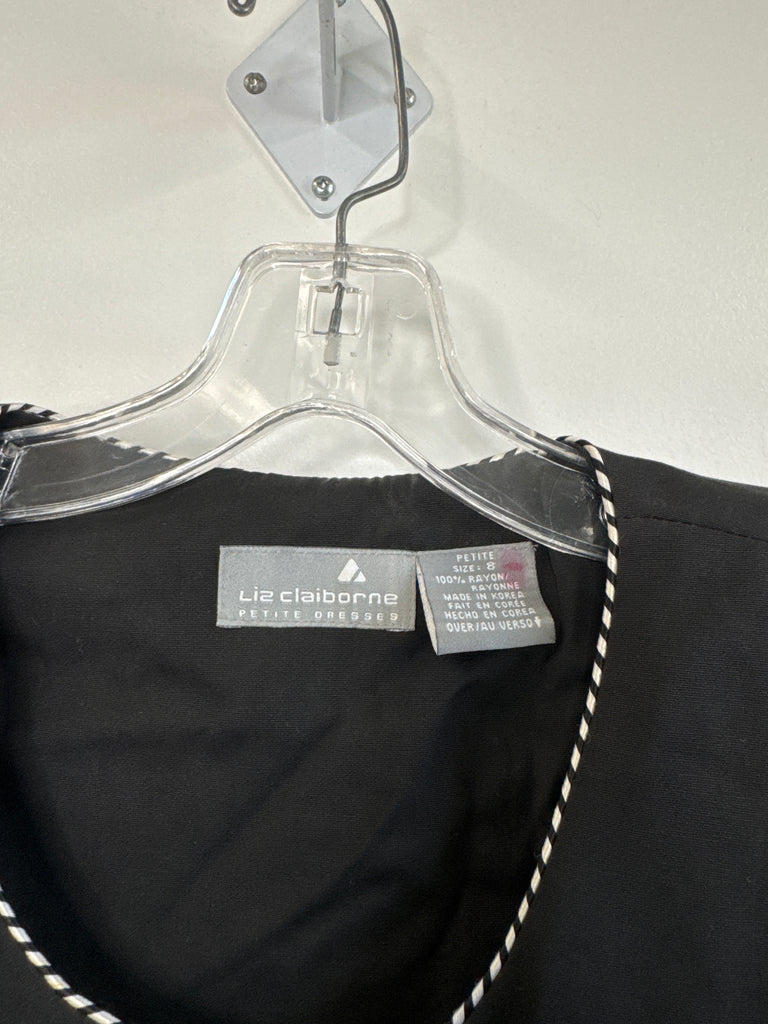 Liz claiborne
PETITE DRESSES
PETITE
SIZE: 8
100% RAYON/
RAYONNE
MADE IN KOREA
FAIT EN CORÉE
HECHO EN COREA
OVER/AU VERSO